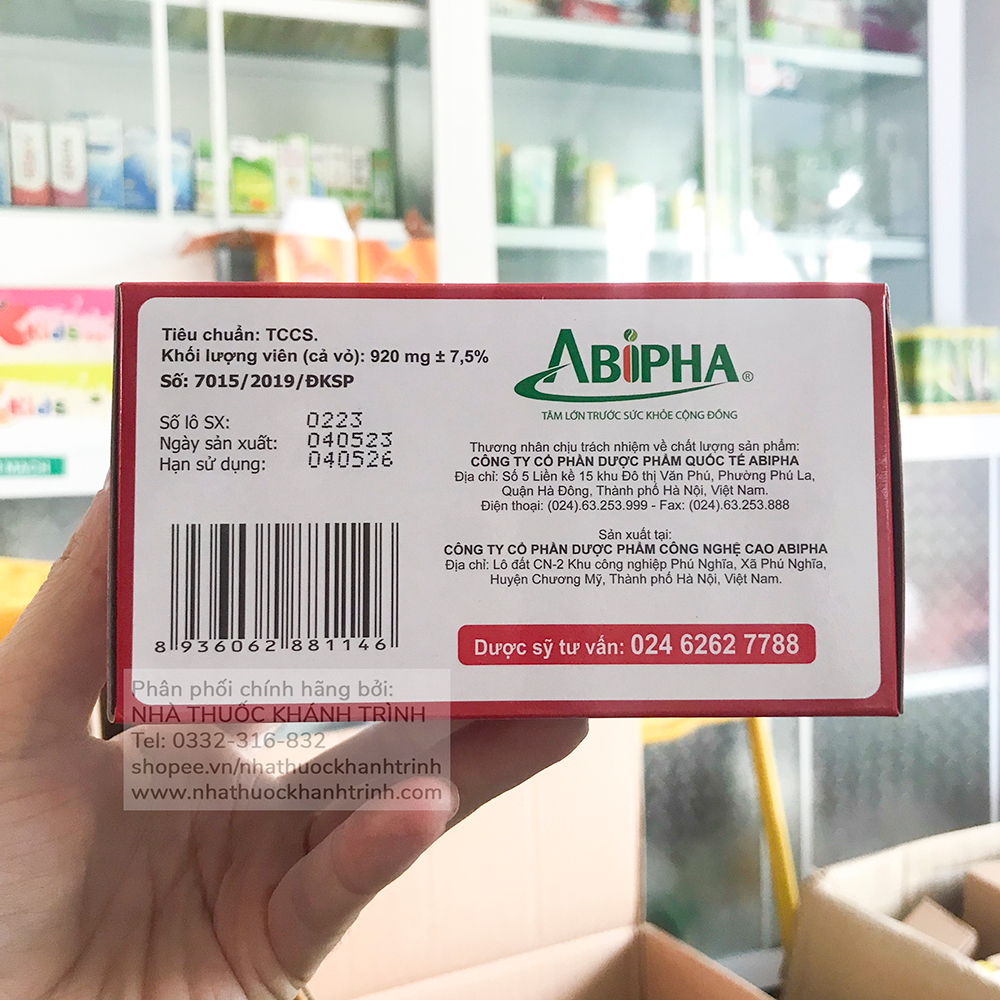 Tiêu chuẩn: TCCS.
Khối lượng viên (cả vỏ): 920 mg ± 7,5%
Số: 7015/2019/ĐKSP
Số lô SX: 0223
Ngày sản xuất: 040523
Hạn sử dụng: 040526
8 936062 881146
ABIPHA ®
TÂM LỚN TRƯỚC SỨC KHỎE CỘNG ĐỒNG
Thương nhân chịu trách nhiệm về chất lượng sản phẩm:
CÔNG TY CỔ PHẦN DƯỢC PHẨM QUỐC TẾ ABIPHA
Địa chỉ: Số 5 Liền kề 15 khu Đô thị Văn Phú, Phường Phú La,
Quận Hà Đông, Thành phố Hà Nội, Việt Nam.
Điện thoại: (024).63.253.999 - Fax: (024).63.253.888
Sản xuất tại:
CÔNG TY CỔ PHẦN DƯỢC PHẨM CÔNG NGHỆ CAO ABIPHA
Địa chỉ: Lô đất CN-2 Khu công nghiệp Phú Nghĩa, Xã Phú Nghĩa,
Huyện Chương Mỹ, Thành phố Hà Nội, Việt Nam.
Dược sỹ tư vấn: 024 6262 7788
Phân phối chính hãng bởi:
NHÀ THUỐC KHÁNH TRÌNH
Tel: 0332-316-832
shopee.vn/nhathuockhanhtrinh
www.nhathuockhanhtrinh.com
Kids
Kids